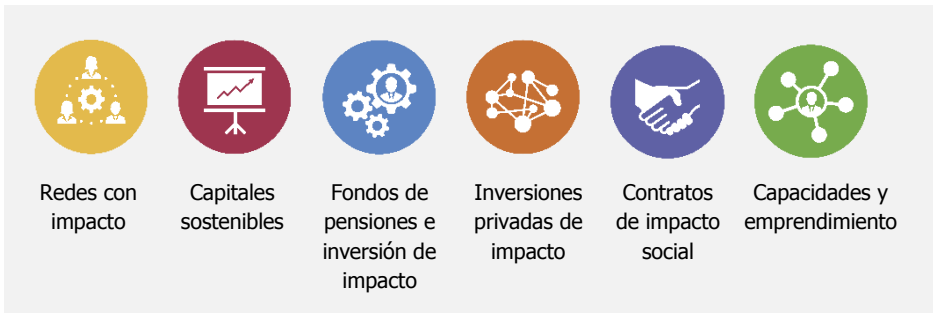 Redes con
impacto
Capitales
sostenibles
Fondos de
pensiones e
inversión de
impacto
Inversiones
privadas de
impacto
Contratos
de impacto
social
Capacidades y
emprendimiento